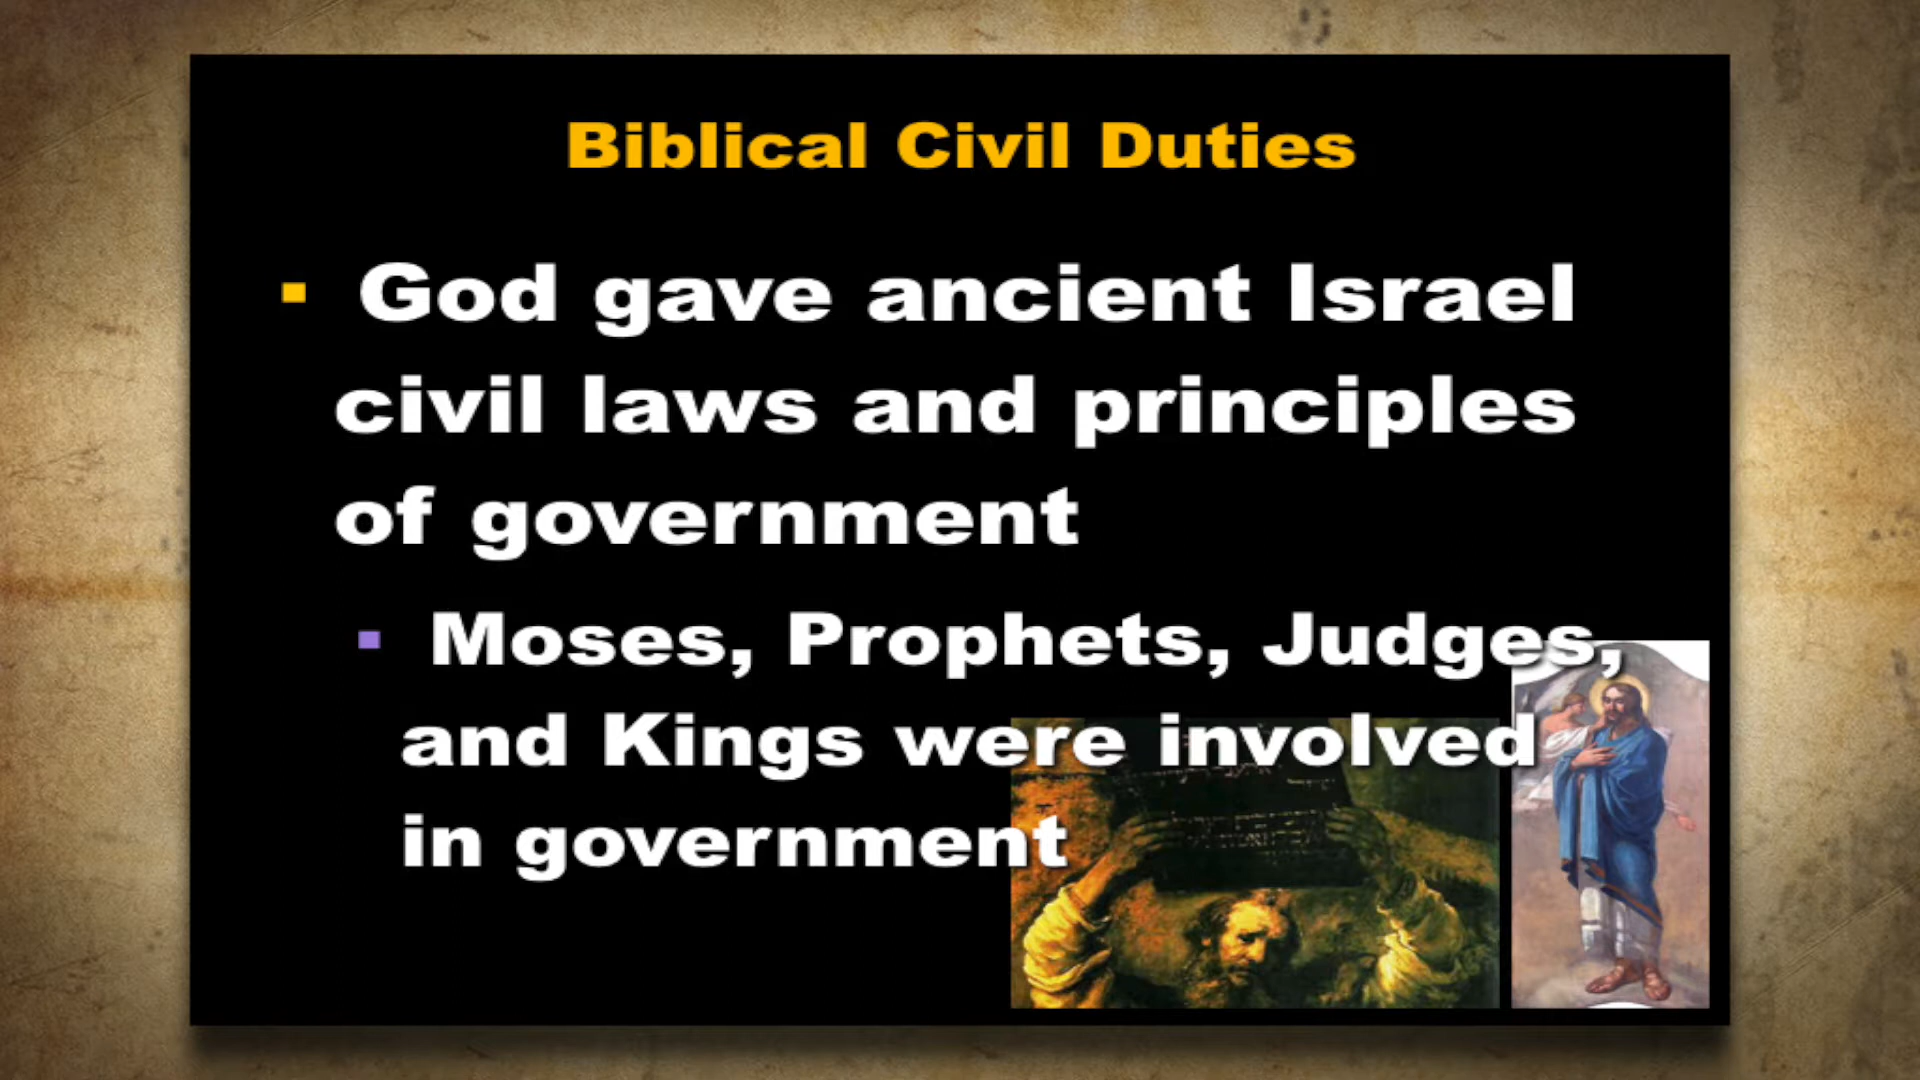 Biblical Civil Duties
▪ God gave ancient Israel
civil laws and principles
of government
▪ Moses, Prophets, Judges,
and Kings were involved
in government